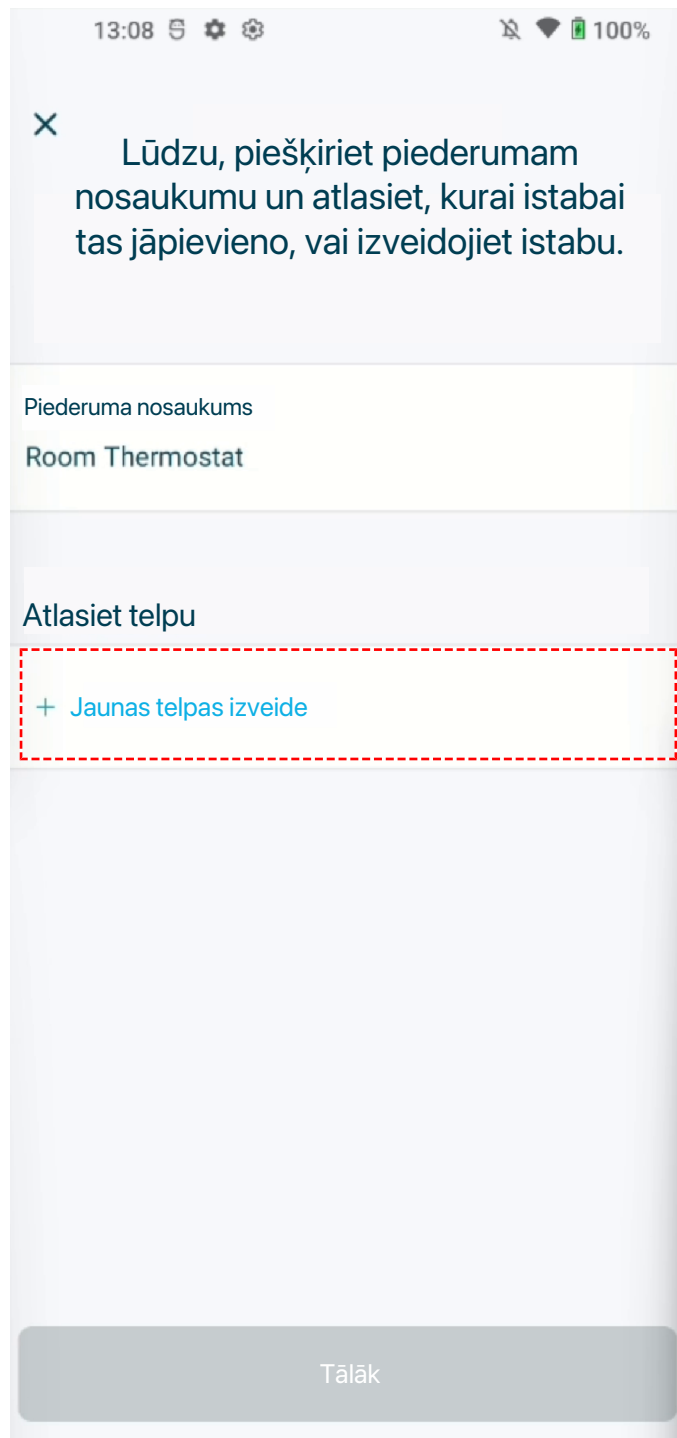 13:08 100%
Lūdzu, piešķiriet piederumam
nosaukumu un atlasiet, kurai istabai
tas jāpievieno, vai izveidojiet istabu.
Piederuma nosaukums
Room Thermostat
Atlasiet telpu
+ Jaunas telpas izveide
Tālāk